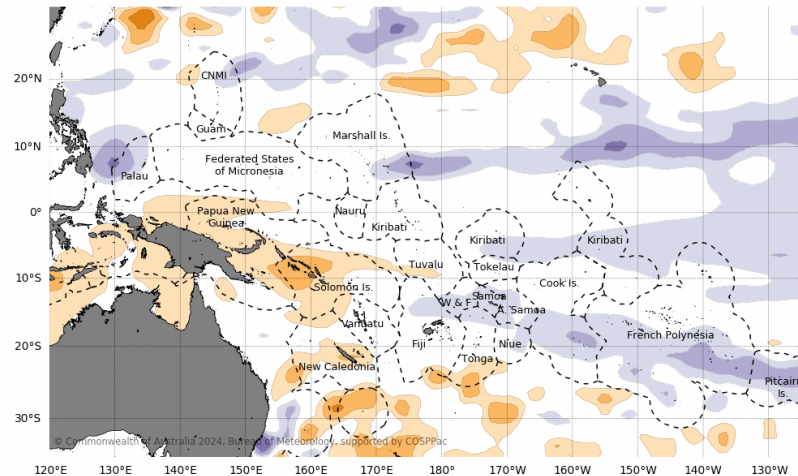 20°N
10°N
0°
10°S
20°S
30°S
CNMI
Guam
Marshall Is.
Federated States
of Micronesia
Palau
Papua New
Guinea
Nauru
Kiribati
Kiribati
Kiribati
Tuvalu
Tokelau
Solomon Is.
Cook Is.
W & F
Samoa
A. Samoa
Vanuatu
Fiji
Niue
French Polynesia
Tonga
New Caledonia
Pitcairn
Is.
© Commonwealth of Australia 2024, Bureau of Meteorology, supported by COSPPac
120°E 130°E 140°E 150°E 160°E 170°E 180° 170°W 160°W 150°W 140°W 130°W